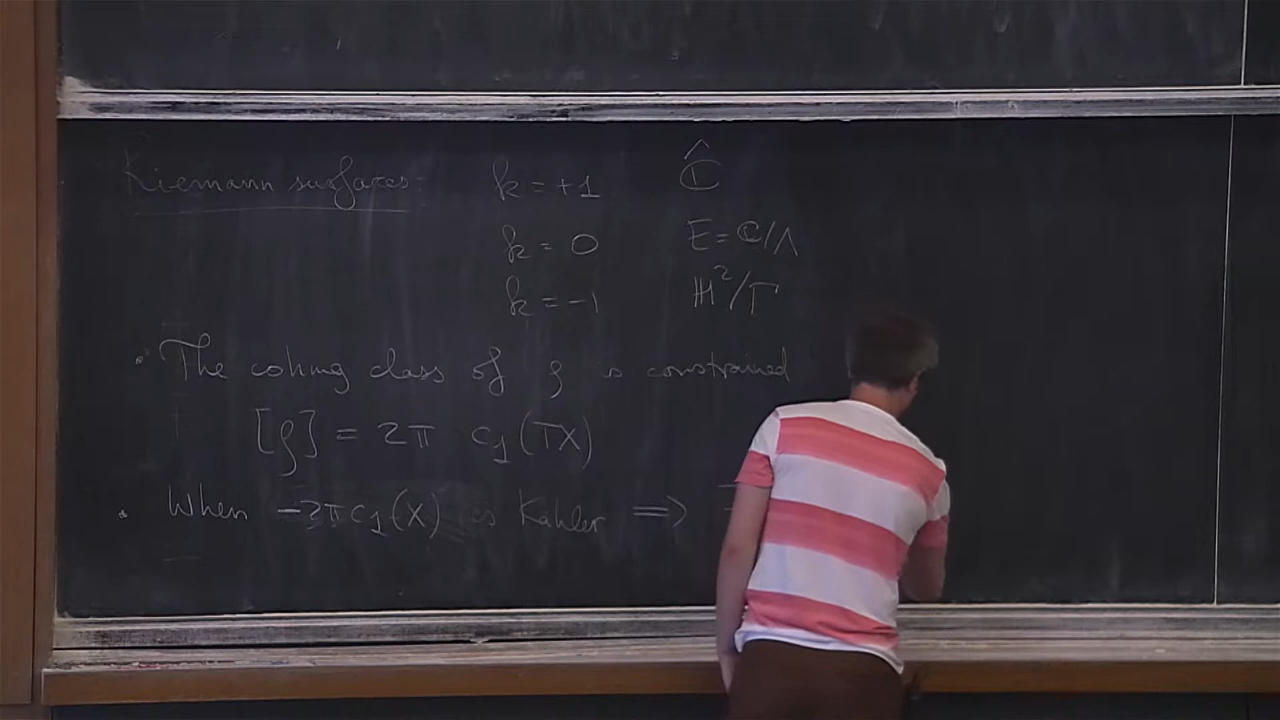 Riemann surfaces: k = +1 Ĉ
k = 0 E = ℂ/Λ
k = -1 ℍ²/Γ
• The cohmg class of ρ is constrained
[ρ] = 2π c₁(TX)
• When -2πc₁(X) is Kähler ⟹ ∃